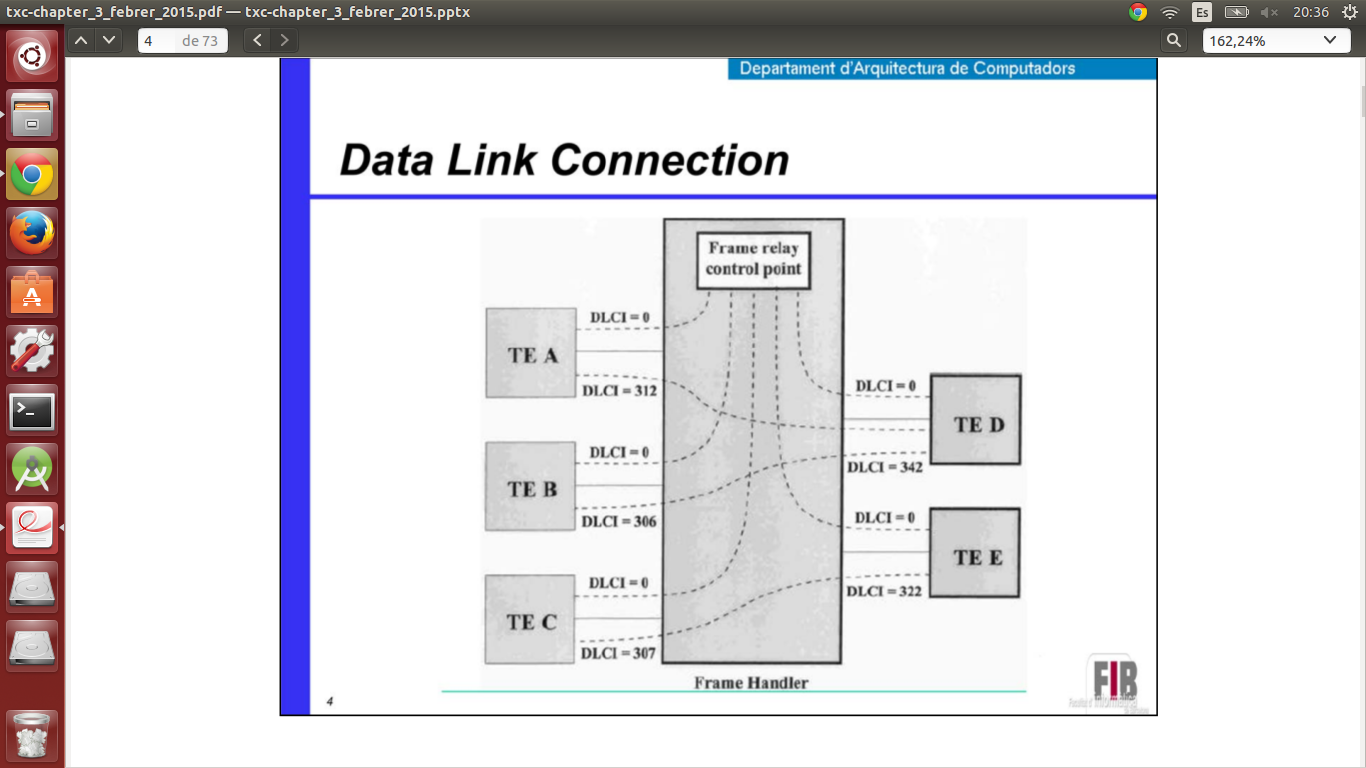 txc-chapter_3_febrer_2015.pdf — txc-chapter_3_febrer_2015.pptx
Es
20:36
4 de 73
162,24%
Departament d'Arquitectura de Computadors
Data Link Connection
Frame relay
control point
DLCI = 0
TE A
DLCI = 312
DLCI = 0
TE D
DLCI = 342
DLCI = 0
TE B
DLCI = 306
DLCI = 0
TE E
DLCI = 322
DLCI = 0
TE C
DLCI = 307
Frame Handler
4
FIB